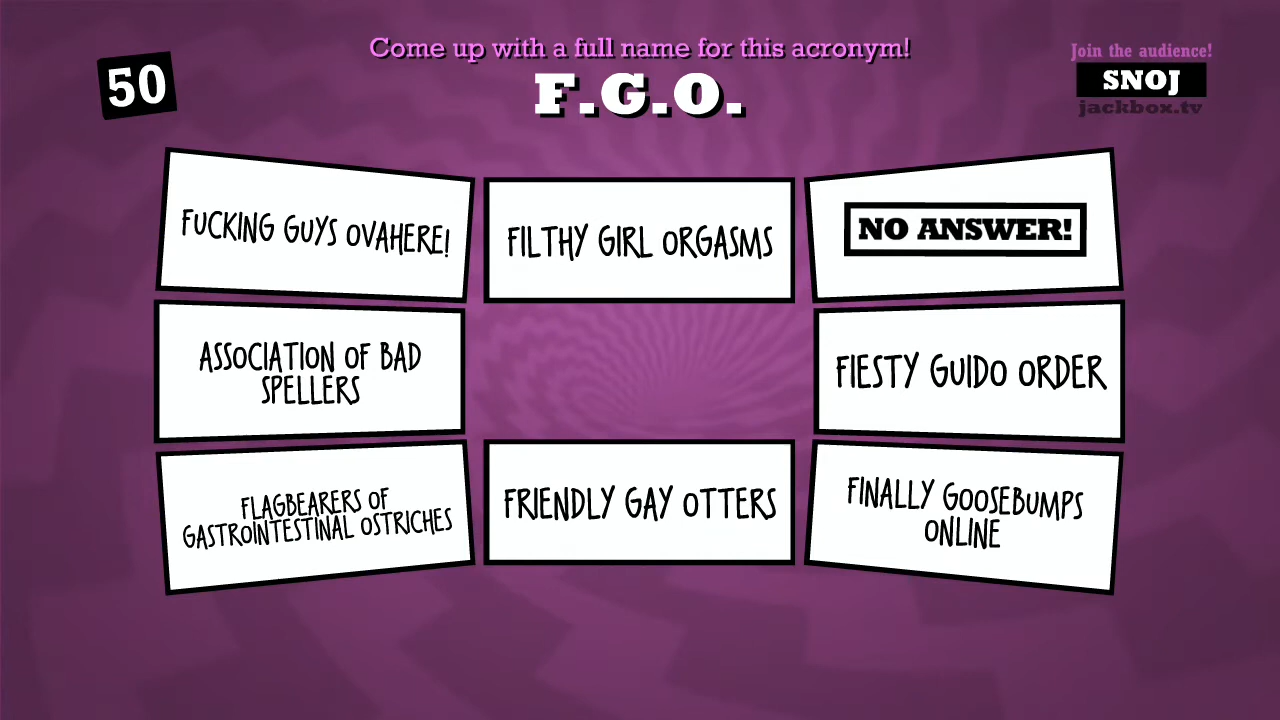 Come up with a full name for this acronym!
F.G.O.
50
Join the audience!
SNOJ
jackbox.tv
FUCKING GUYS OVAHERE!
FILTHY GIRL ORGASMS
NO ANSWER!
ASSOCIATION OF BAD
SPELLERS
FIESTY GUIDO ORDER
FLAGBEARERS OF
GASTROINTESTINAL OSTRICHES
FRIENDLY GAY OTTERS
FINALLY GOOSEBUMPS
ONLINE